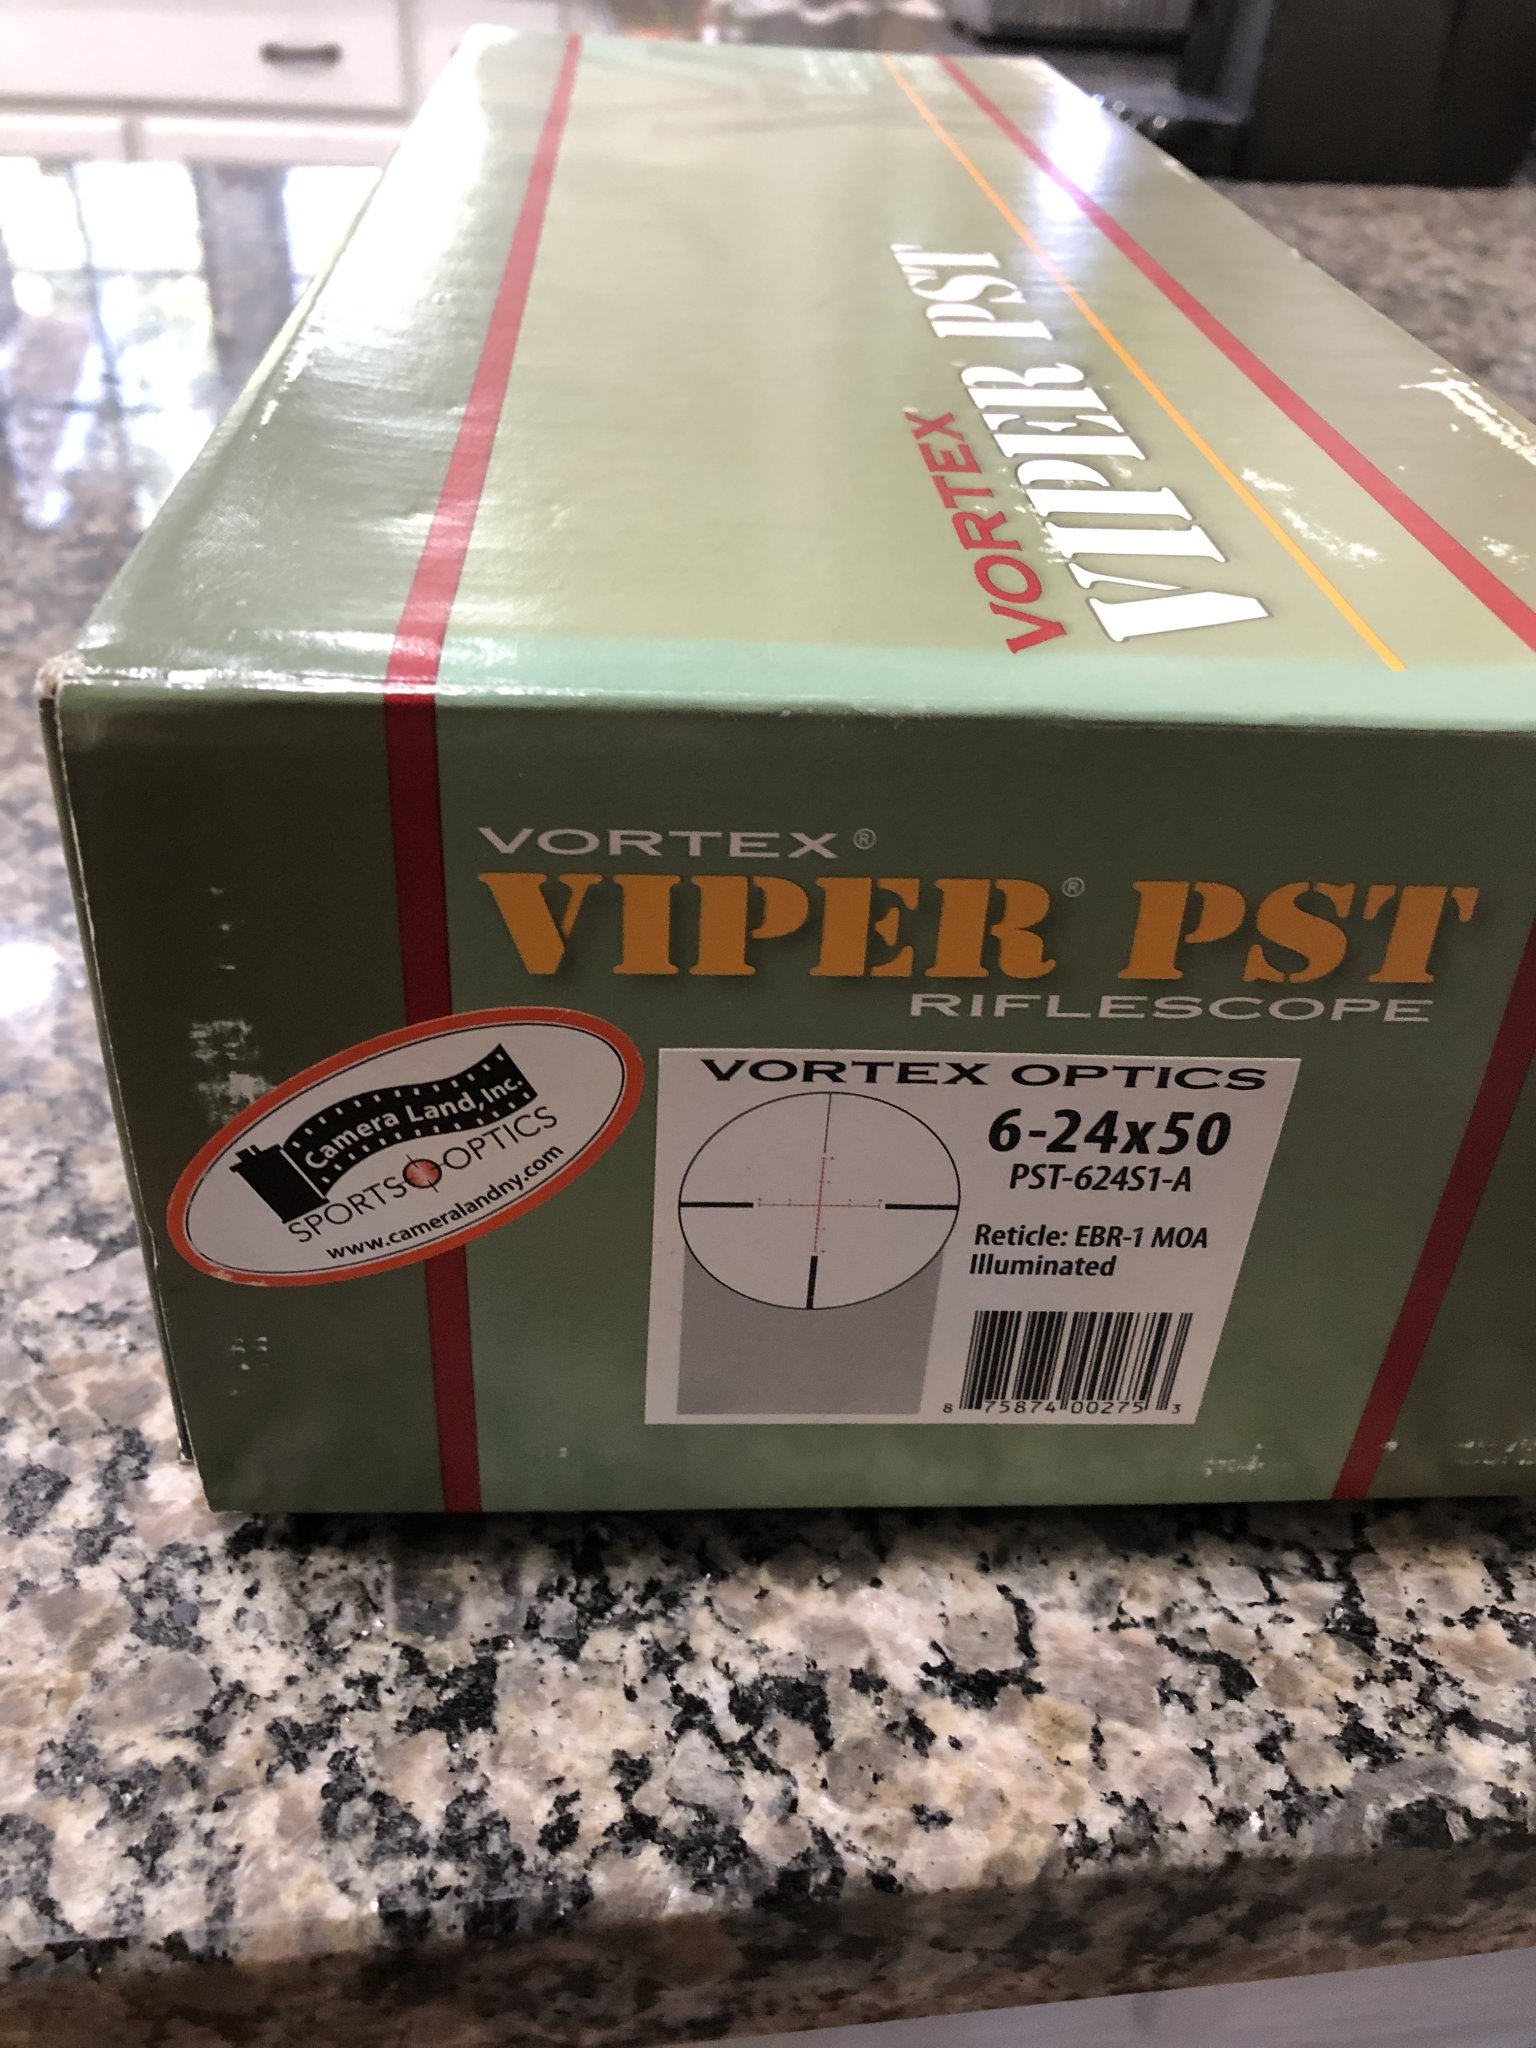 VORTEX
VIPER PST™
VORTEX®
VIPER® PST
RIFLESCOPE
Camera Land, Inc.
SPORTS OPTICS
www.cameralandny.com
VORTEX OPTICS
6-24x50
PST-624S1-A
Reticle: EBR-1 MOA
Illuminated
8 75874 00275 3